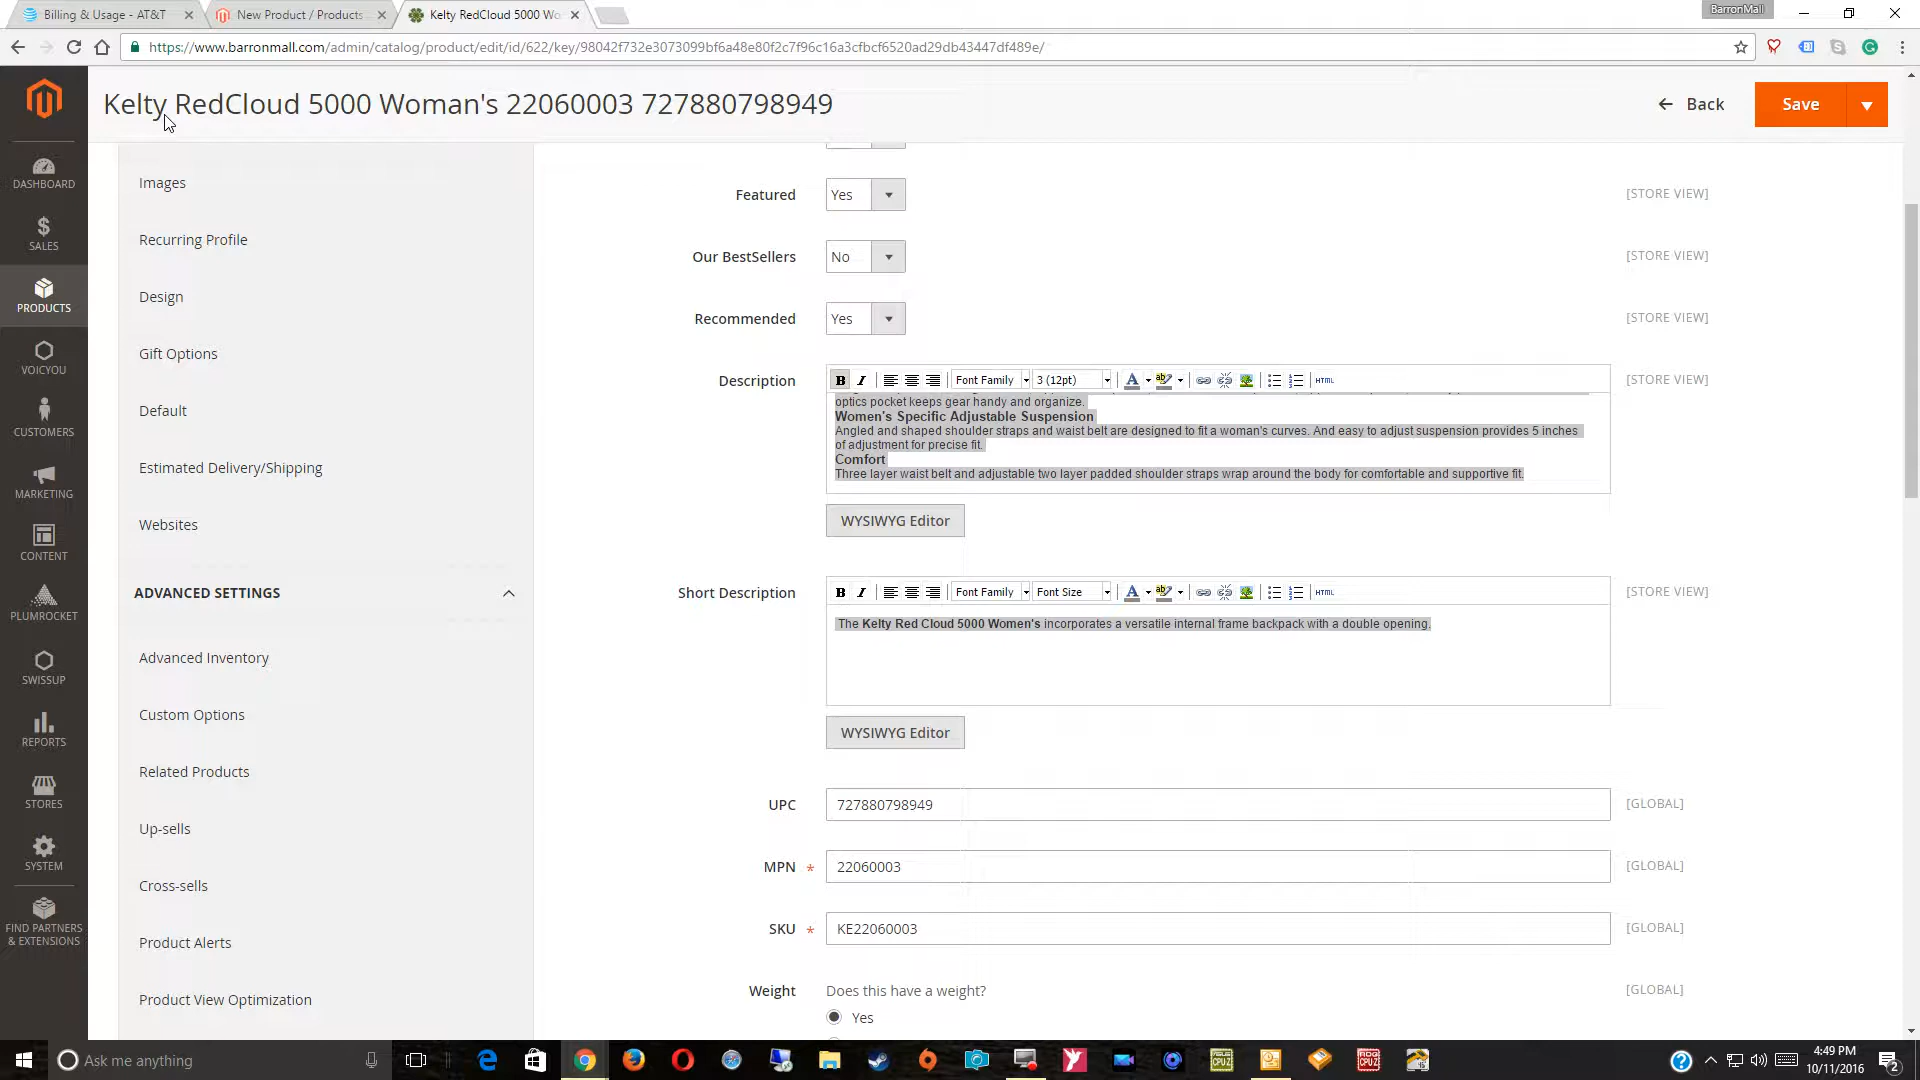 Billing & Usage - AT&T
New Product / Products
Kelty RedCloud 5000 Wo
BarronMall
https://www.barronmall.com/admin/catalog/product/edit/id/622/key/98042f732e3073099bf6a48e80f2c7f96c16a3cfbcf6520ad29db43447df489e/
Kelty RedCloud 5000 Woman's 22060003 727880798949
Back
Save
DASHBOARD
SALES
PRODUCTS
VOICYOU
CUSTOMERS
MARKETING
CONTENT
PLUMROCKET
SWISSUP
REPORTS
STORES
SYSTEM
FIND PARTNERS
& EXTENSIONS
Images
Recurring Profile
Design
Gift Options
Default
Estimated Delivery/Shipping
Websites
ADVANCED SETTINGS
Advanced Inventory
Custom Options
Related Products
Up-sells
Cross-sells
Product Alerts
Product View Optimization
Featured Yes [STORE VIEW]
Our BestSellers No [STORE VIEW]
Recommended Yes [STORE VIEW]
Description B I Font Family 3 (12pt) A HTML [STORE VIEW]
optics pocket keeps gear handy and organize.
Women's Specific Adjustable Suspension
Angled and shaped shoulder straps and waist belt are designed to fit a woman's curves. And easy to adjust suspension provides 5 inches
of adjustment for precise fit.
Comfort
Three layer waist belt and adjustable two layer padded shoulder straps wrap around the body for comfortable and supportive fit.
WYSIWYG Editor
Short Description B I Font Family Font Size A HTML [STORE VIEW]
The Kelty Red Cloud 5000 Women's incorporates a versatile internal frame backpack with a double opening.
WYSIWYG Editor
UPC 727880798949 [GLOBAL]
MPN * 22060003 [GLOBAL]
SKU * KE22060003 [GLOBAL]
Weight Does this have a weight? [GLOBAL]
Yes
Ask me anything
4:49 PM
10/11/2016
2